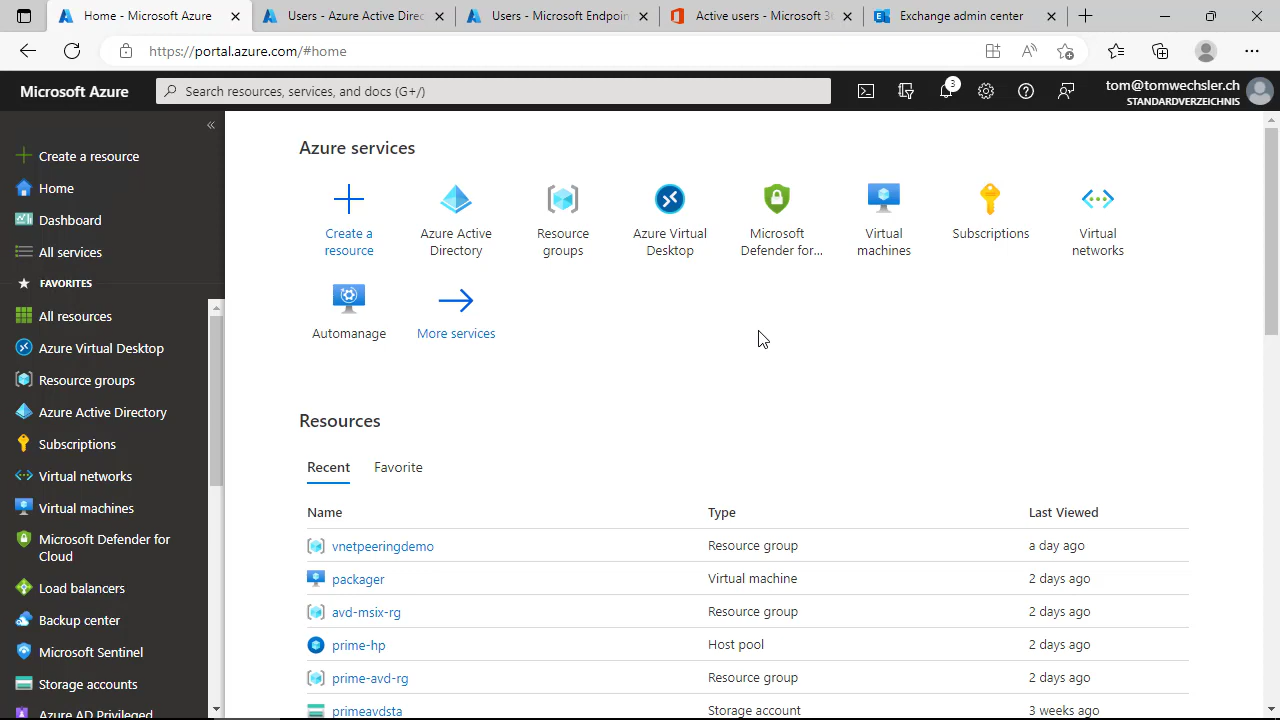 Home - Microsoft Azure
Users - Azure Active Direc
Users - Microsoft Endpoin
Active users - Microsoft 36
Exchange admin center
https://portal.azure.com/#home
Microsoft Azure
Search resources, services, and docs (G+/)
3
tom@tomwechsler.ch
STANDARDVERZEICHNIS
Create a resource
Home
Dashboard
All services
FAVORITES
All resources
Azure Virtual Desktop
Resource groups
Azure Active Directory
Subscriptions
Virtual networks
Virtual machines
Microsoft Defender for
Cloud
Load balancers
Backup center
Microsoft Sentinel
Storage accounts
Azure AD Privileged
Azure services
Create a
resource
Azure Active
Directory
Resource
groups
Azure Virtual
Desktop
Microsoft
Defender for...
Virtual
machines
Subscriptions
Virtual
networks
Automanage
More services
Resources
Recent Favorite
Name Type Last Viewed
vnetpeeringdemo Resource group a day ago
packager Virtual machine 2 days ago
avd-msix-rg Resource group 2 days ago
prime-hp Host pool 2 days ago
prime-avd-rg Resource group 2 days ago
primeavdsta Storage account 3 weeks ago